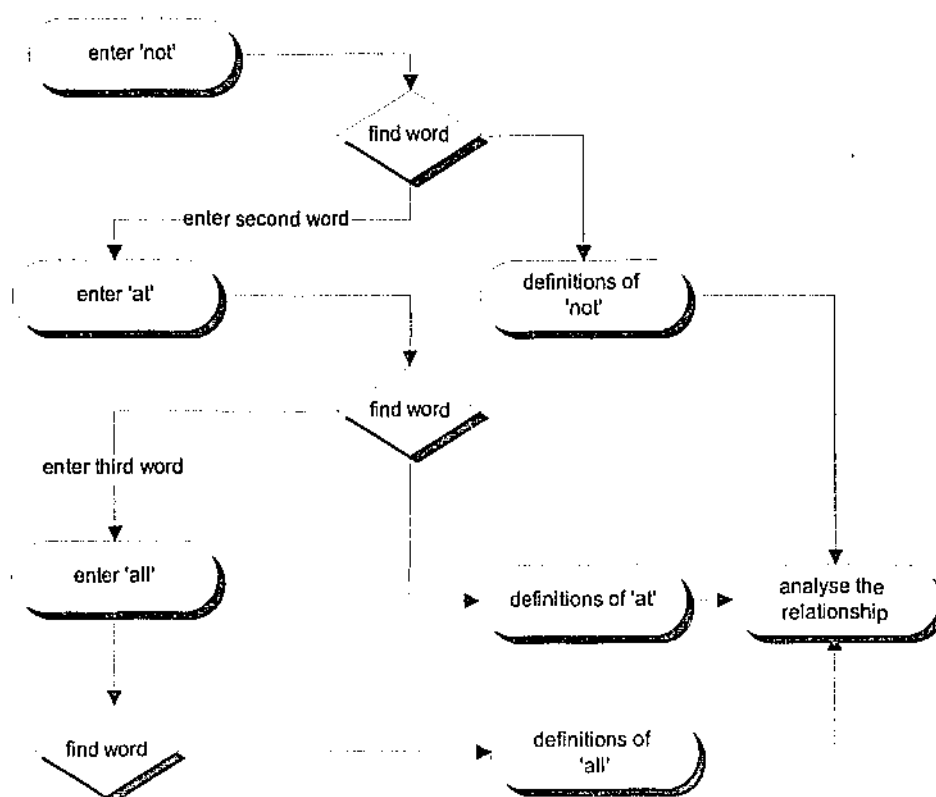 enter 'not'
find word
enter second word
enter 'at'
definitions of
'not'
find word
enter third word
enter 'all'
definitions of 'at'
analyse the
relationship
find word
definitions of
'all'